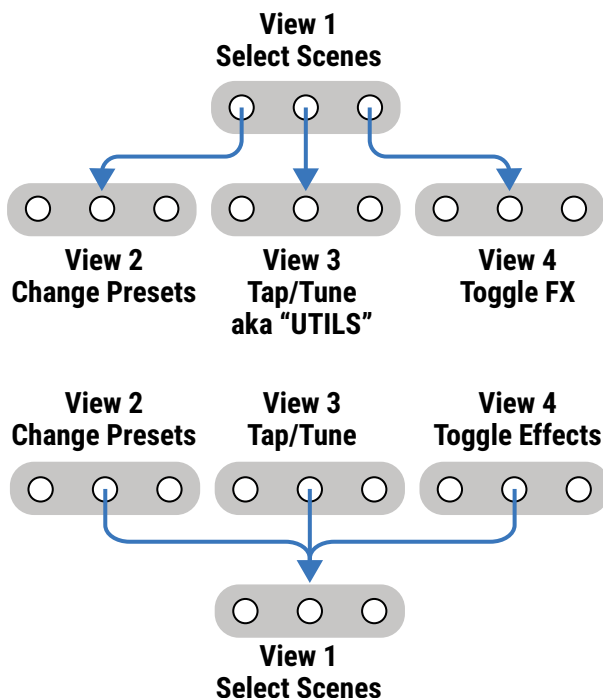 View 1
Select Scenes
View 2
Change Presets
View 3
Tap/Tune
aka “UTILS”
View 4
Toggle FX
View 2
Change Presets
View 3
Tap/Tune
View 4
Toggle Effects
View 1
Select Scenes